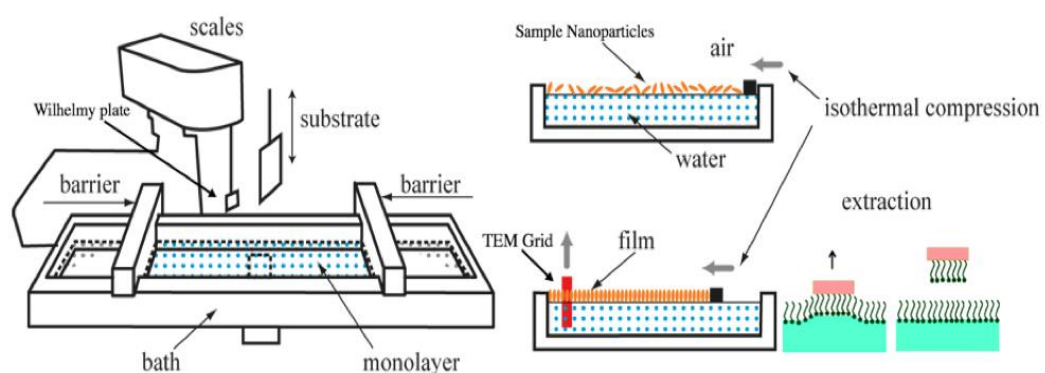 scales
Wilhelmy plate
substrate
barrier
barrier
bath
monolayer
Sample Nanoparticles
air
isothermal compression
water
extraction
TEM Grid
film